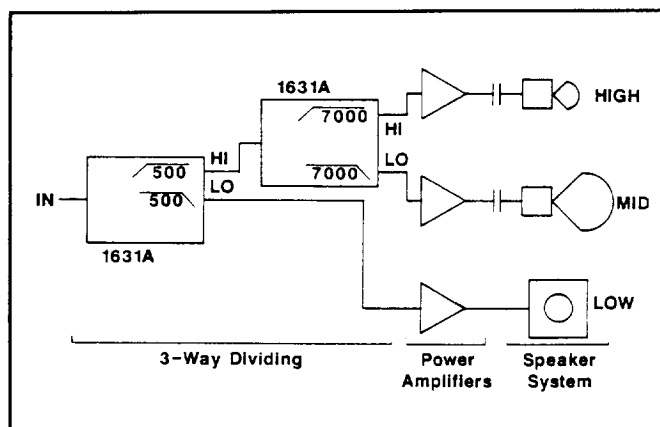 1631A
7000
HI
HIGH
LO
7000
500
HI
LO
500
IN
1631A
MID
LOW
3-Way Dividing
Power
Amplifiers
Speaker
System